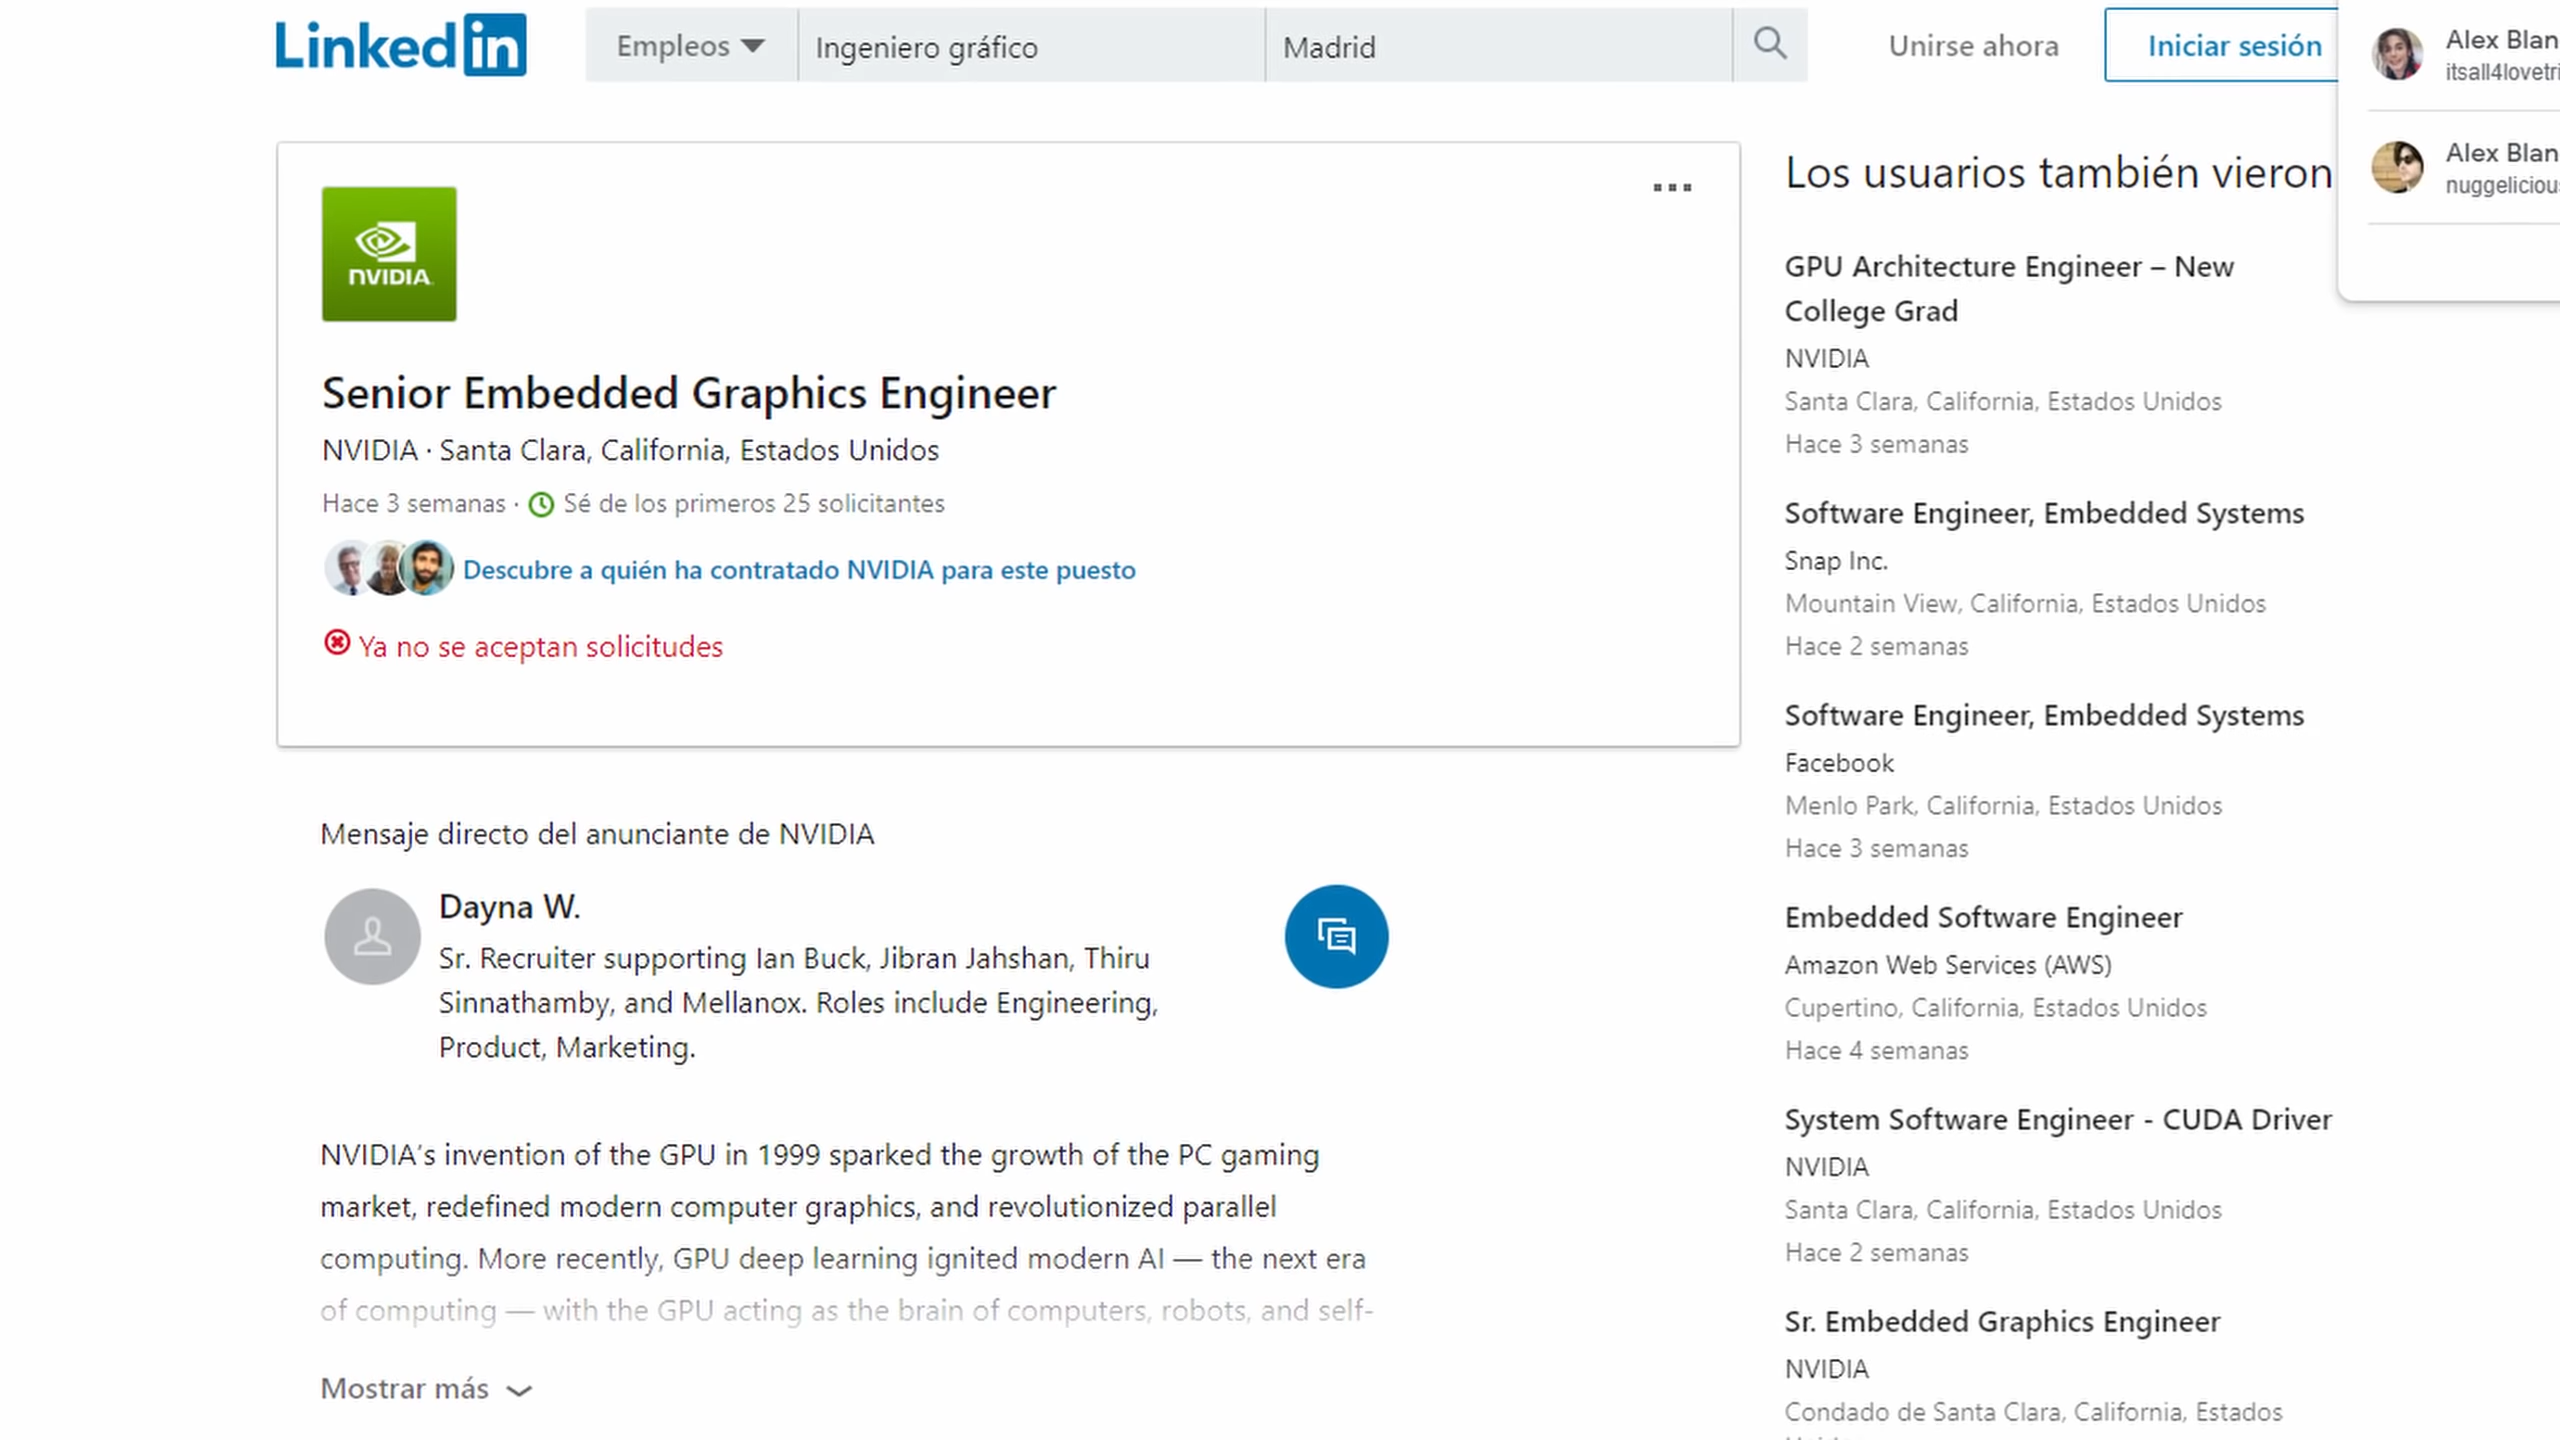 Linked in
Empleos
Ingeniero gráfico
Madrid
Unirse ahora
Iniciar sesión
Alex Blan
itsall4lovetri
Alex Blan
nuggelicious
NVIDIA
Senior Embedded Graphics Engineer
NVIDIA · Santa Clara, California, Estados Unidos
Hace 3 semanas · Sé de los primeros 25 solicitantes
Descubre a quién ha contratado NVIDIA para este puesto
Ya no se aceptan solicitudes
Mensaje directo del anunciante de NVIDIA
Dayna W.
Sr. Recruiter supporting Ian Buck, Jibran Jahshan, Thiru
Sinnathamby, and Mellanox. Roles include Engineering,
Product, Marketing.
NVIDIA’s invention of the GPU in 1999 sparked the growth of the PC gaming
market, redefined modern computer graphics, and revolutionized parallel
computing. More recently, GPU deep learning ignited modern AI — the next era
of computing — with the GPU acting as the brain of computers, robots, and self-
Mostrar más
Los usuarios también vieron
GPU Architecture Engineer – New
College Grad
NVIDIA
Santa Clara, California, Estados Unidos
Hace 3 semanas
Software Engineer, Embedded Systems
Snap Inc.
Mountain View, California, Estados Unidos
Hace 2 semanas
Software Engineer, Embedded Systems
Facebook
Menlo Park, California, Estados Unidos
Hace 3 semanas
Embedded Software Engineer
Amazon Web Services (AWS)
Cupertino, California, Estados Unidos
Hace 4 semanas
System Software Engineer - CUDA Driver
NVIDIA
Santa Clara, California, Estados Unidos
Hace 2 semanas
Sr. Embedded Graphics Engineer
NVIDIA
Condado de Santa Clara, California, Estados